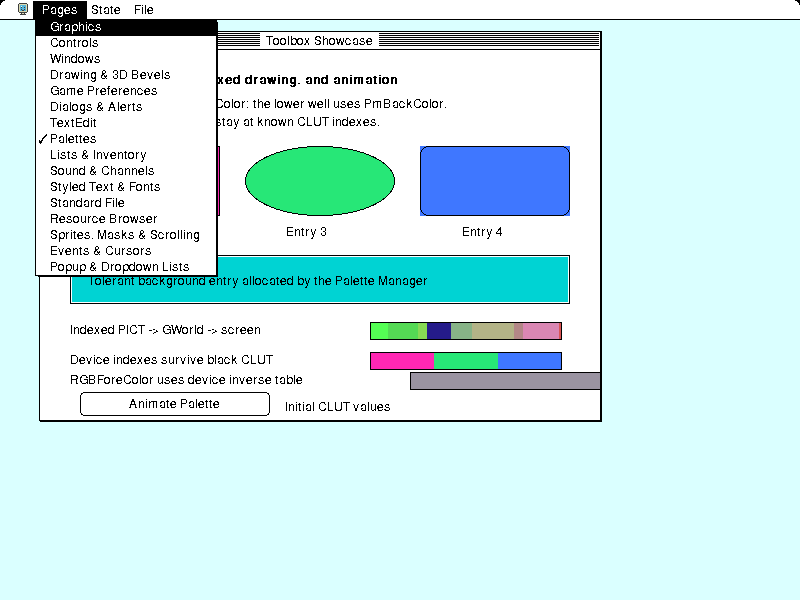 Pages State File
Graphics
Controls
Windows
Drawing & 3D Bevels
Game Preferences
Dialogs & Alerts
TextEdit
✓Palettes
Lists & Inventory
Sound & Channels
Styled Text & Fonts
Standard File
Resource Browser
Sprites. Masks & Scrolling
Events & Cursors
Popup & Dropdown Lists
Toolbox Showcase
xed drawing. and animation
Color: the lower well uses PmBackColor.
stay at known CLUT indexes.
Entry 3 Entry 4
Tolerant background entry allocated by the Palette Manager
Indexed PICT -> GWorld -> screen
Device indexes survive black CLUT
RGBForeColor uses device inverse table
Animate Palette Initial CLUT values